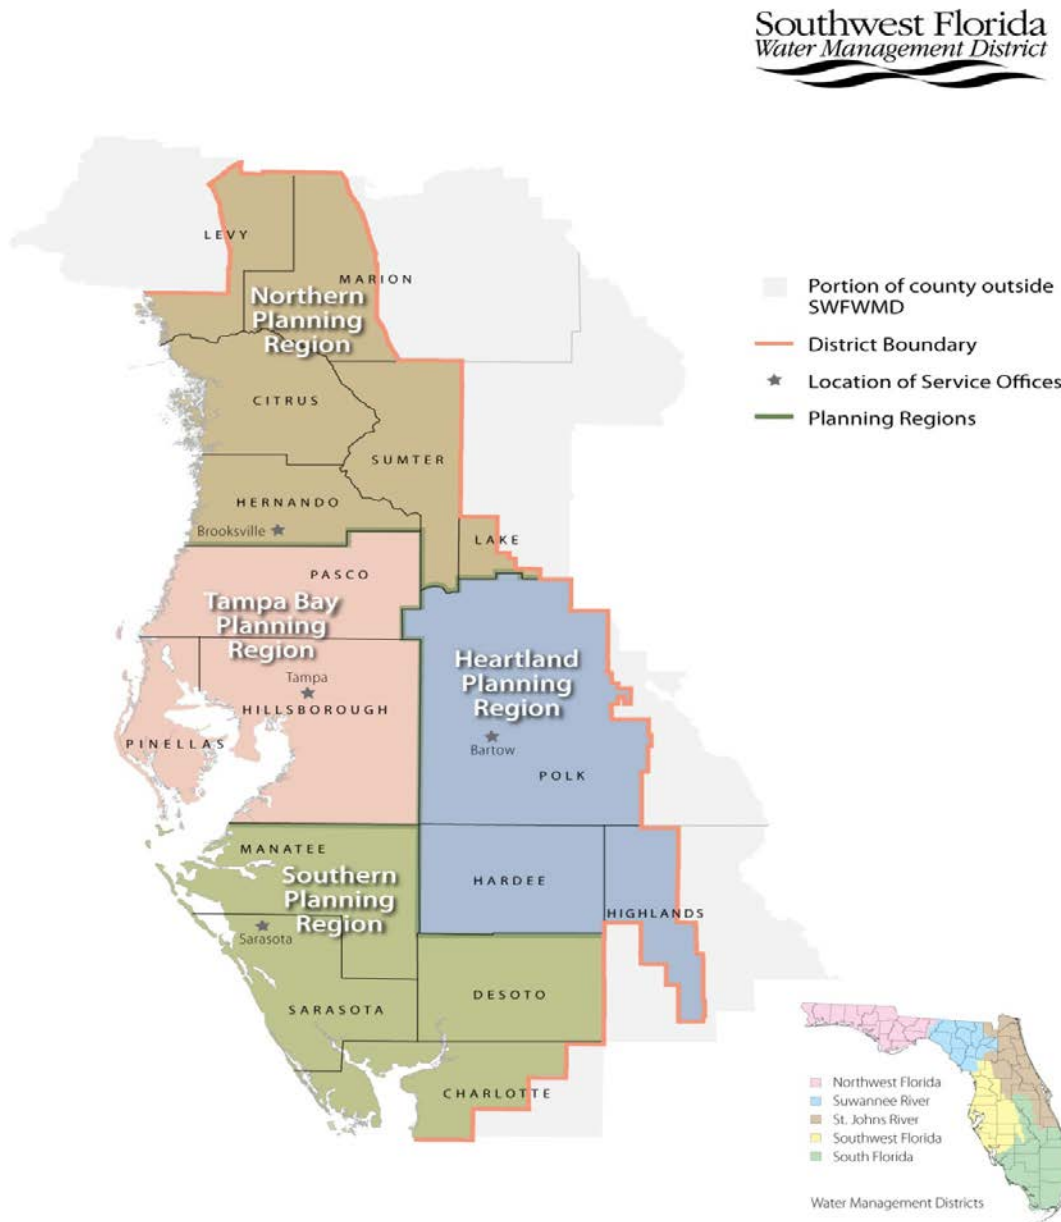 Southwest Florida
Water Management District
LEVY
MARION
Northern
Planning
Region
Portion of county outside
SWFWMD
District Boundary
Location of Service Offices
Planning Regions
CITRUS
SUMTER
HERNANDO
Brooksville
LAKE
PASCO
Tampa Bay
Planning
Region
Heartland
Planning
Region
Tampa
HILLSBOROUGH
PINELLAS
Bartow
POLK
MANATEE
Southern
Planning
Region
HARDEE
HIGHLANDS
Sarasota
DESOTO
SARASOTA
CHARLOTTE
Northwest Florida
Suwannee River
St. Johns River
Southwest Florida
South Florida
Water Management Districts